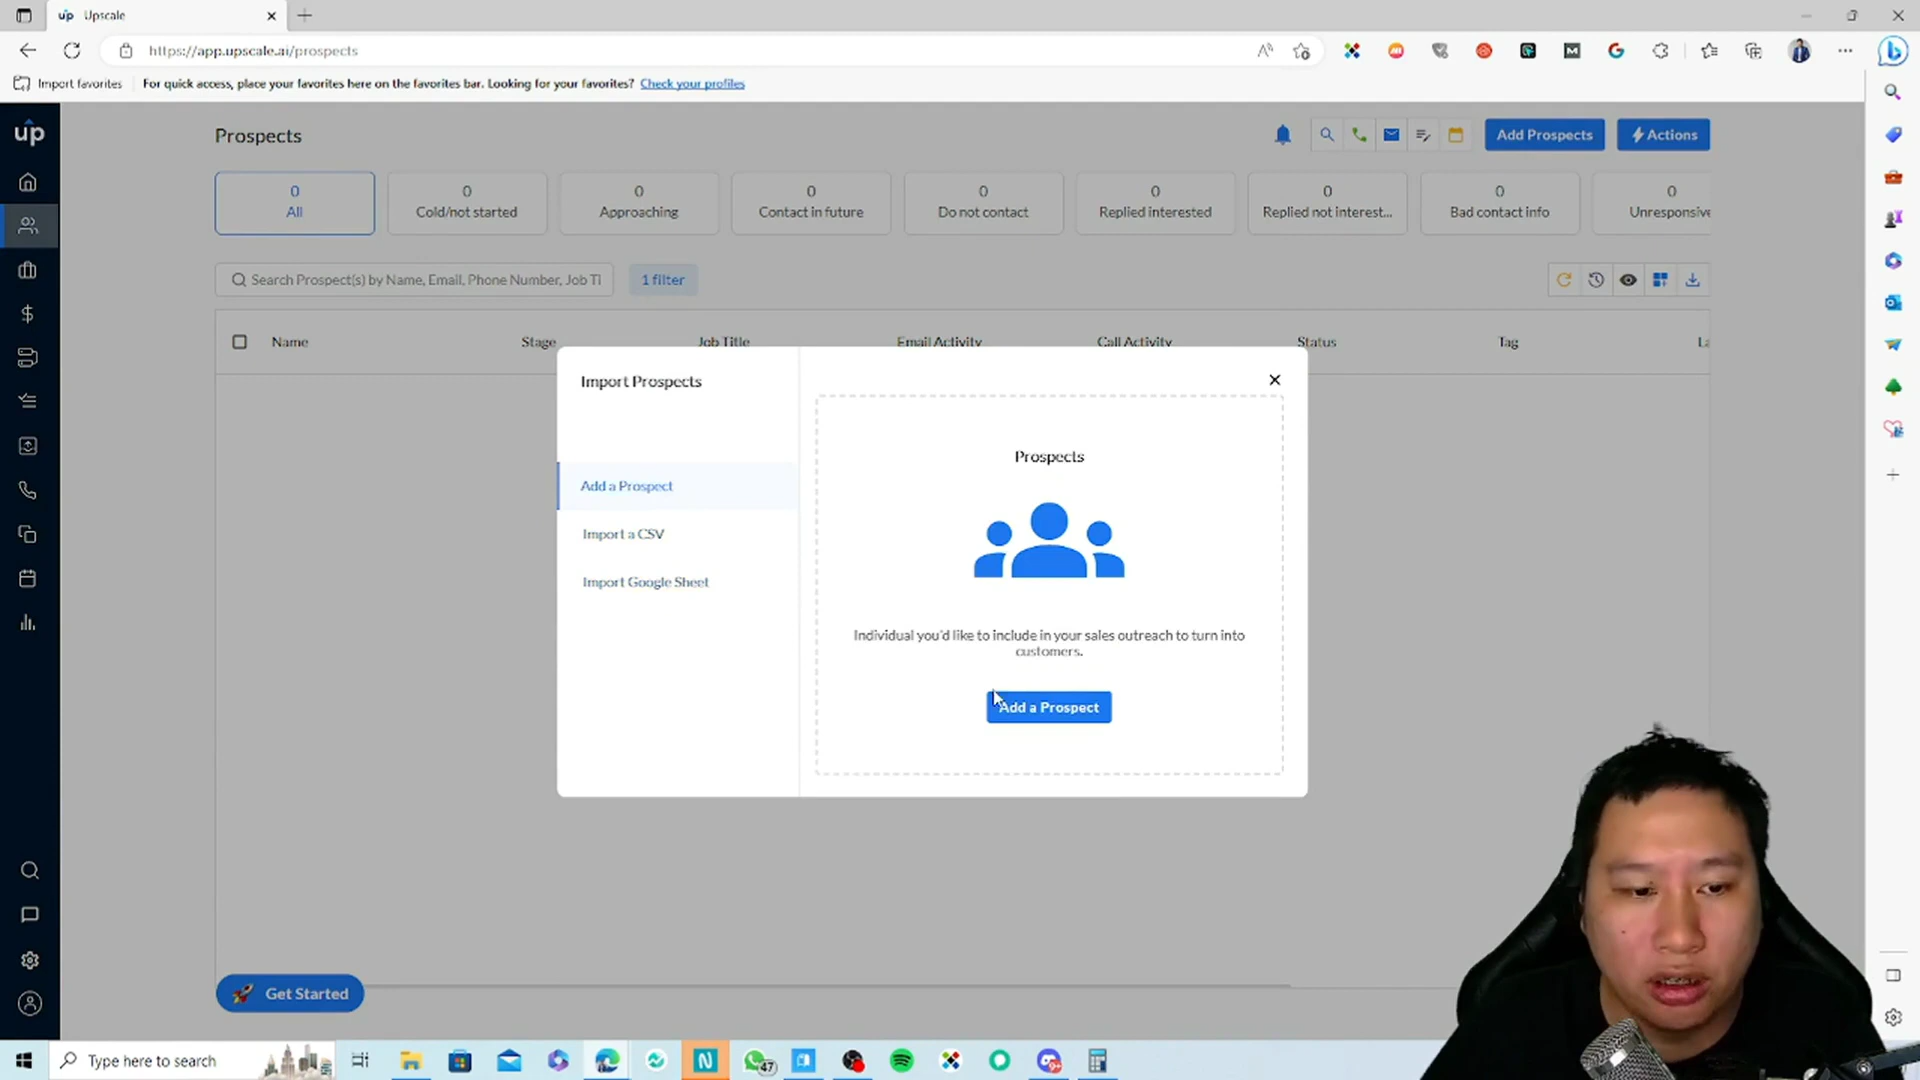 Upscale
https://app.upscale.ai/prospects
Import favorites
For quick access, place your favorites here on the favorites bar. Looking for your favorites? Check your profiles
up
Prospects
Add Prospects
Actions
0
All
0
Cold/not started
0
Approaching
0
Contact in future
0
Do not contact
0
Replied interested
0
Replied not interest...
0
Bad contact info
0
Unresponsive
Search Prospect(s) by Name, Email, Phone Number, Job Ti
1 filter
Name
Stage
Job Title
Email Activity
Call Activity
Status
Tag
La
Import Prospects
Add a Prospect
Import a CSV
Import Google Sheet
Prospects
Individual you'd like to include in your sales outreach to turn into
customers.
Add a Prospect
Get Started
Type here to search
47